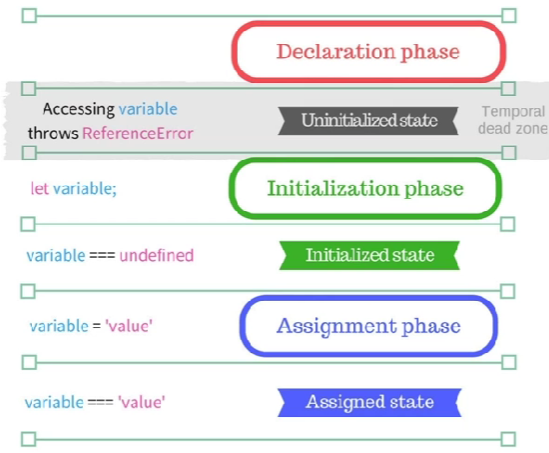 Declaration phase
Accessing variable
throws ReferenceError
Uninitialized state
Temporal
dead zone
let variable;
Initialization phase
variable === undefined
Initialized state
variable = 'value'
Assignment phase
variable === 'value'
Assigned state